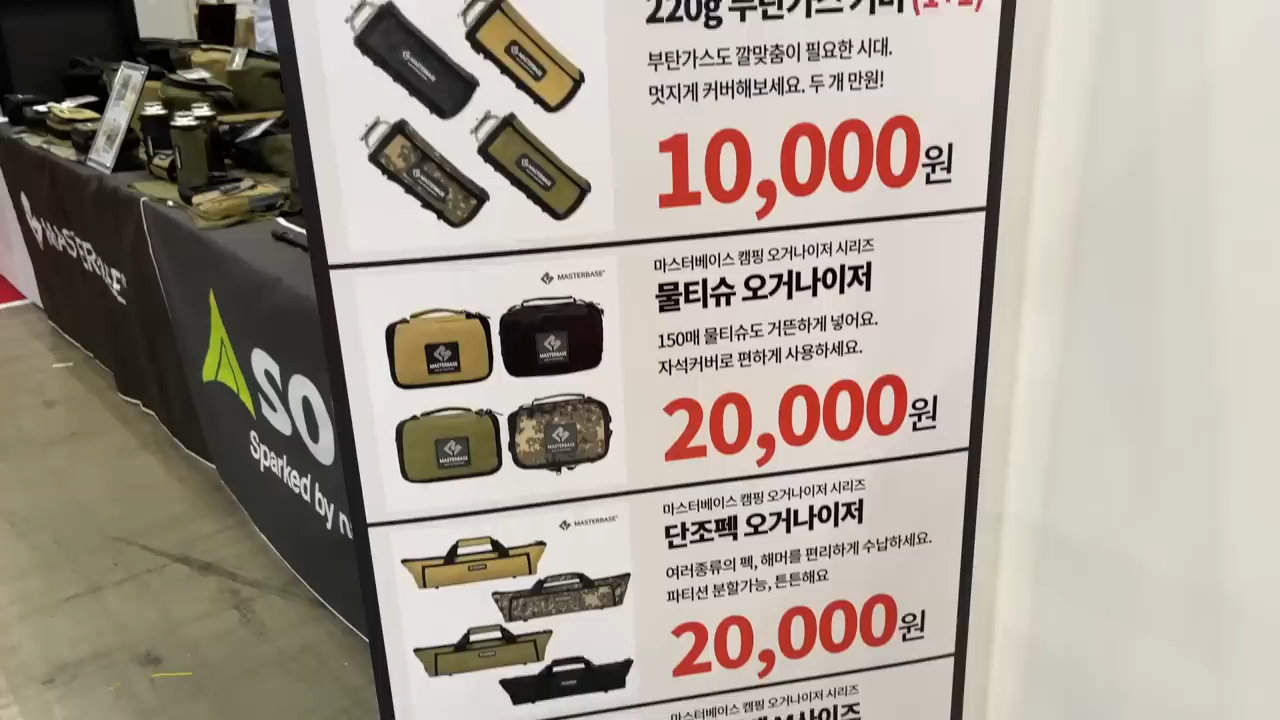 220g 부탄가스 커버 (1+1)
부탄가스도 깔맞춤이 필요한 시대.
멋지게 커버해보세요. 두 개 만원!
10,000원
마스터베이스 캠핑 오거나이저 시리즈
물티슈 오거나이저
150매 물티슈도 거뜬하게 넣어요.
자석커버로 편하게 사용하세요.
20,000원
MASTERBASE
마스터베이스 캠핑 오거나이저 시리즈
단조펙 오거나이저
여러종류의 펙, 해머를 편리하게 수납하세요.
파티션 분할가능, 튼튼해요
20,000원
MASTERBASE
마스터베이스 캠핑 오거나이저 시리즈
M사이즈
SO
Sparked by